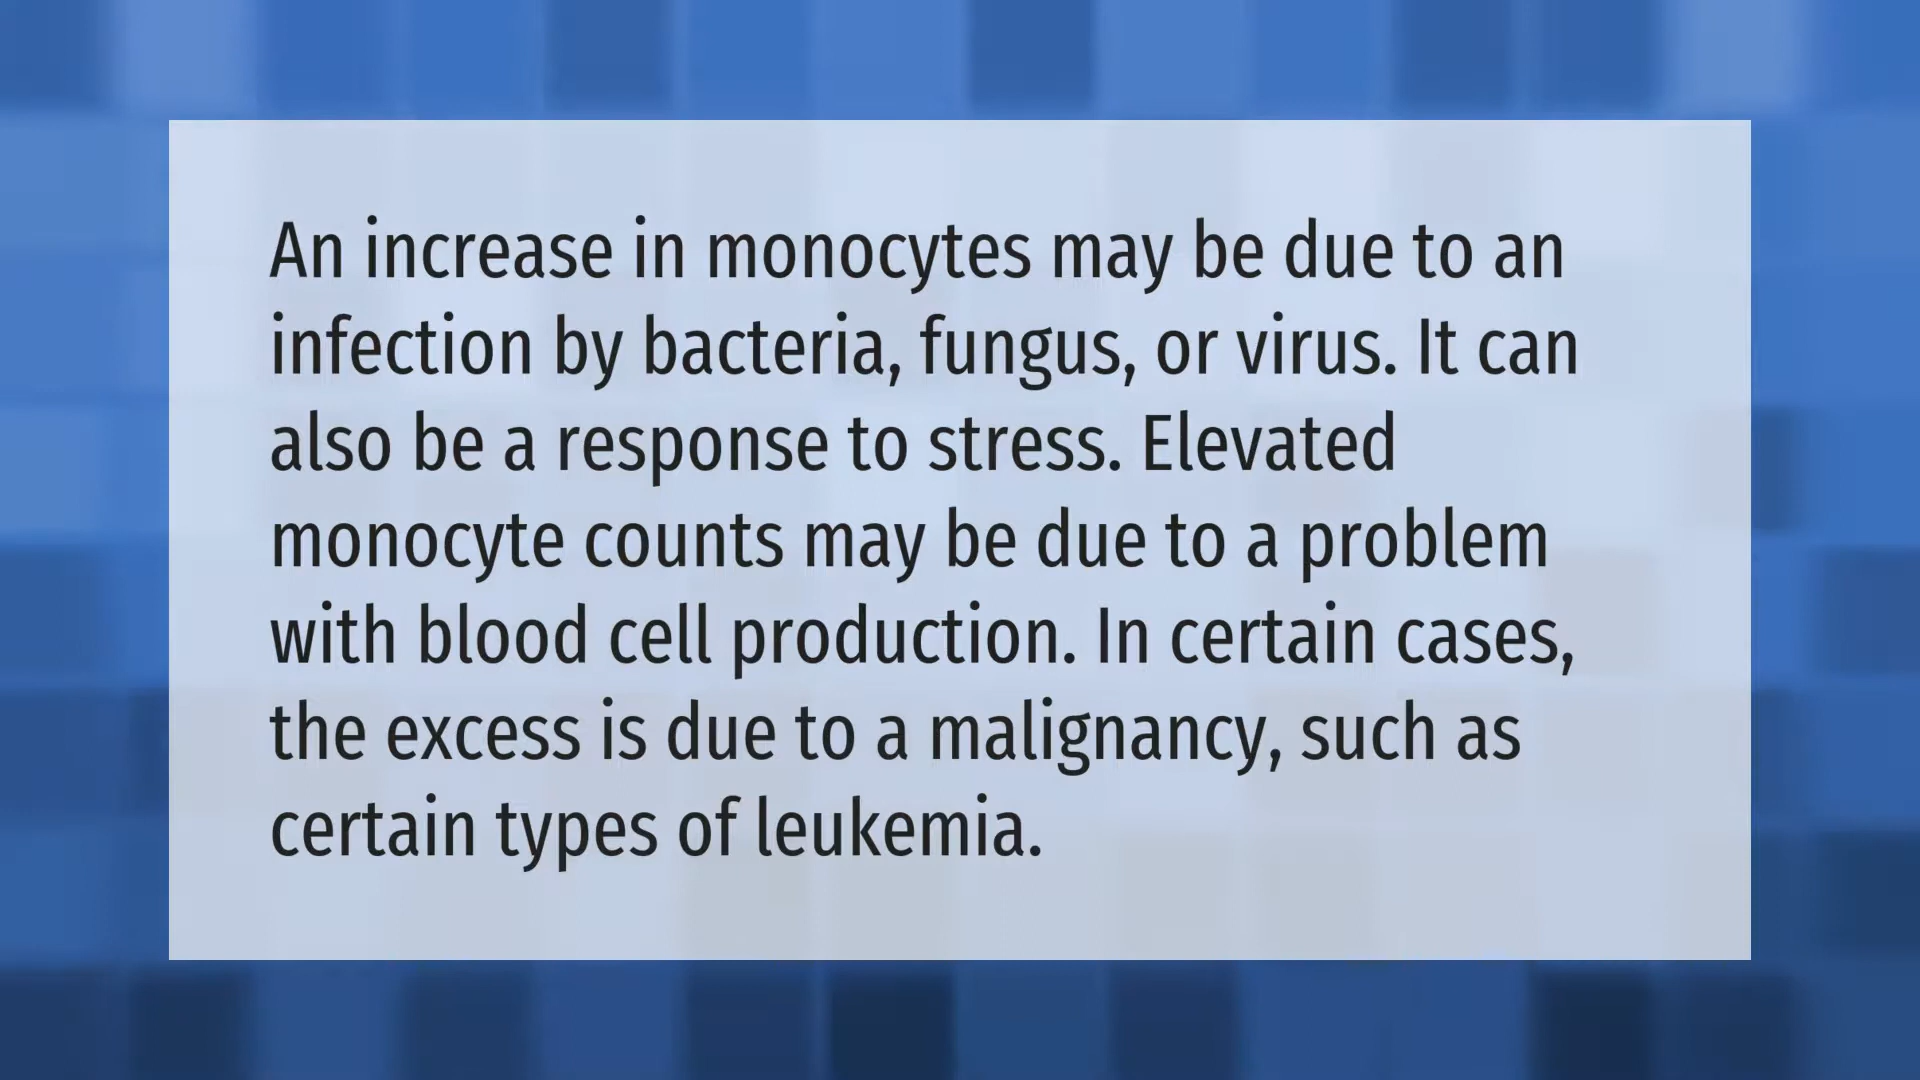 An increase in monocytes may be due to an
infection by bacteria, fungus, or virus. It can
also be a response to stress. Elevated
monocyte counts may be due to a problem
with blood cell production. In certain cases,
the excess is due to a malignancy, such as
certain types of leukemia.